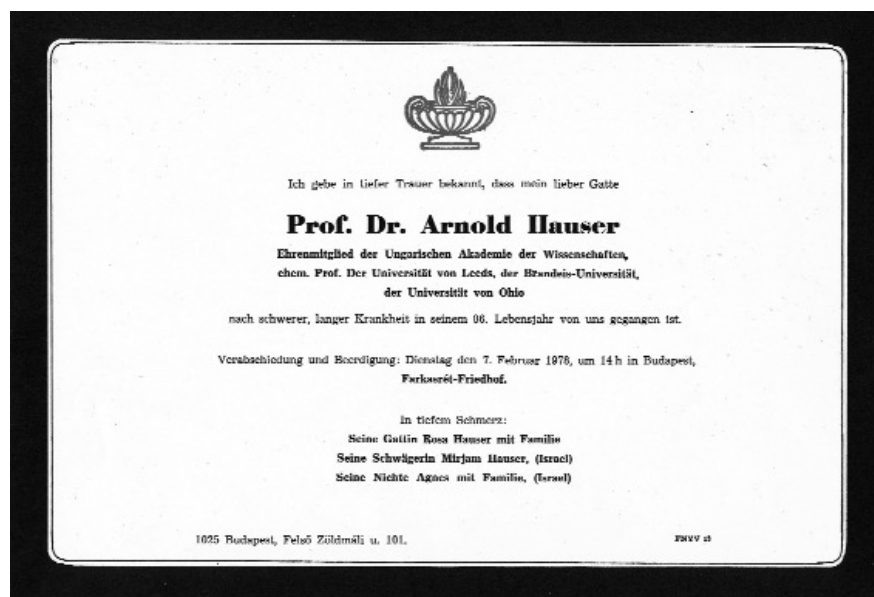 Ich gebe in tiefer Trauer bekannt, dass mein lieber Gatte
Prof. Dr. Arnold Hauser
Ehrenmitglied der Ungarischen Akademie der Wissenschaften,
ehem. Prof. Der Universität von Leeds, der Brandeis-Universität,
der Universität von Ohio
nach schwerer, langer Krankheit in seinem 86. Lebensjahr von uns gegangen ist.
Verabschiedung und Beerdigung: Dienstag den 7. Februar 1978, um 14 h in Budapest,
Farkasrét-Friedhof.
In tiefem Schmerz:
Seine Gattin Rosa Hauser mit Familie
Seine Schwägerin Mirjam Hauser, (Israel)
Seine Nichte Agnes mit Familie, (Israel)
1025 Budapest, Felső Zöldmáli u. 101.